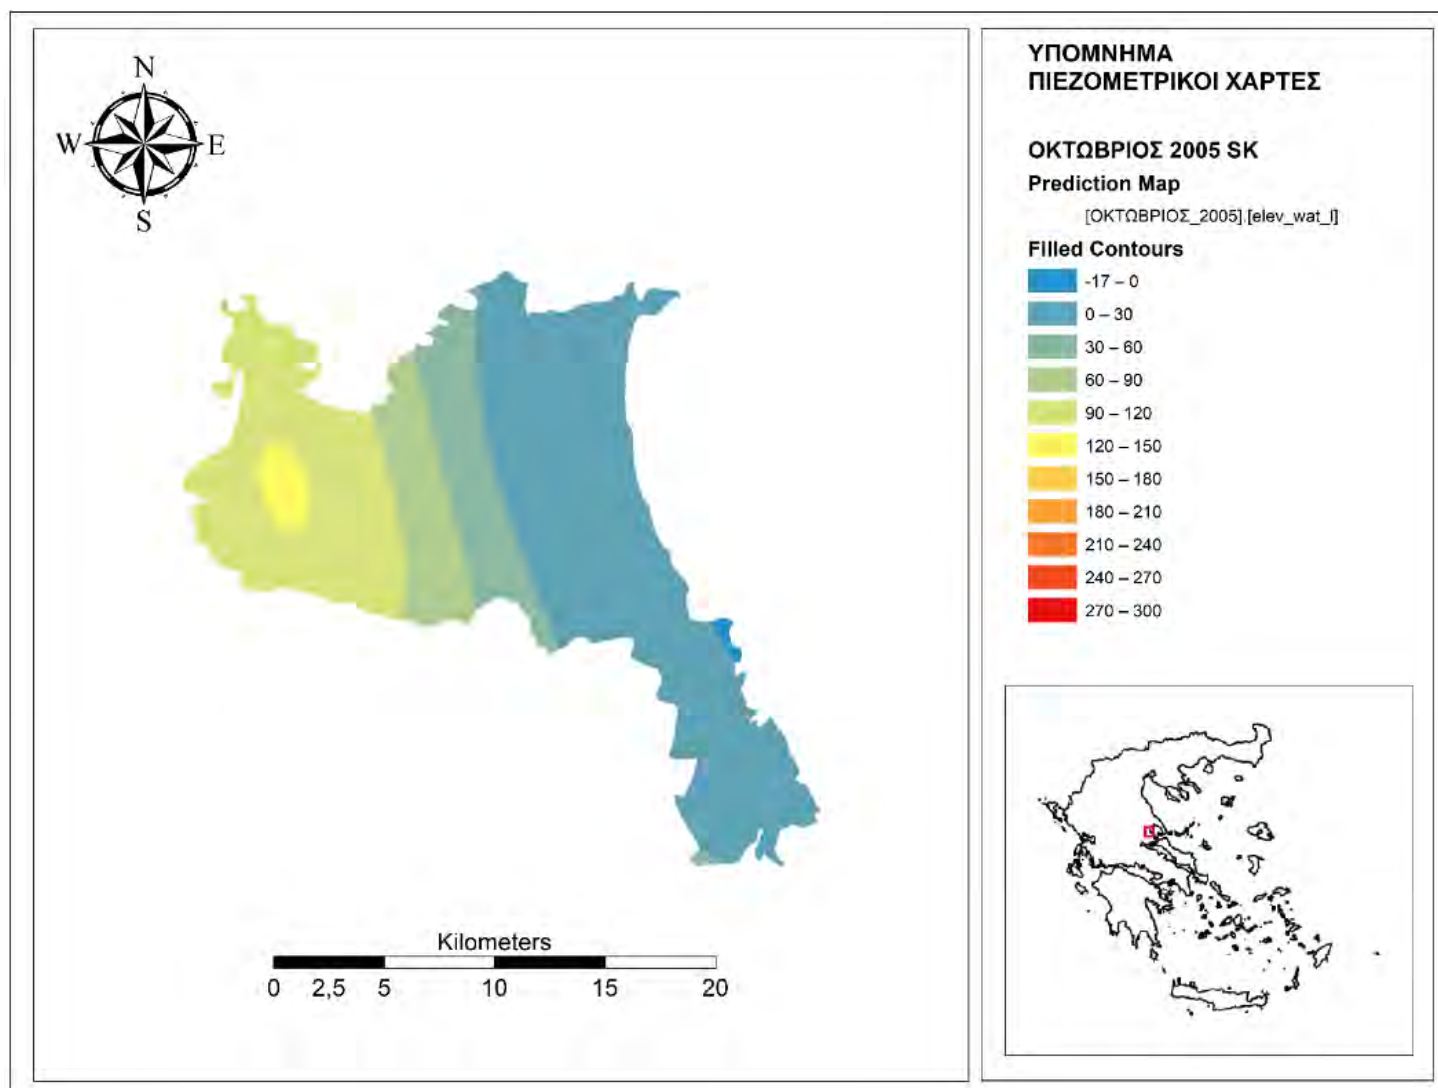 N
W
E
S
Kilometers
0 2,5 5 10 15 20
ΥΠΟΜΝΗΜΑ
ΠΙΕΖΟΜΕΤΡΙΚΟΙ ΧΑΡΤΕΣ
ΟΚΤΩΒΡΙΟΣ 2005 SK
Prediction Map
[ΟΚΤΩΒΡΙΟΣ_2005].[elev_wat_l]
Filled Contours
-17 – 0
0 – 30
30 – 60
60 – 90
90 – 120
120 – 150
150 – 180
180 – 210
210 – 240
240 – 270
270 – 300